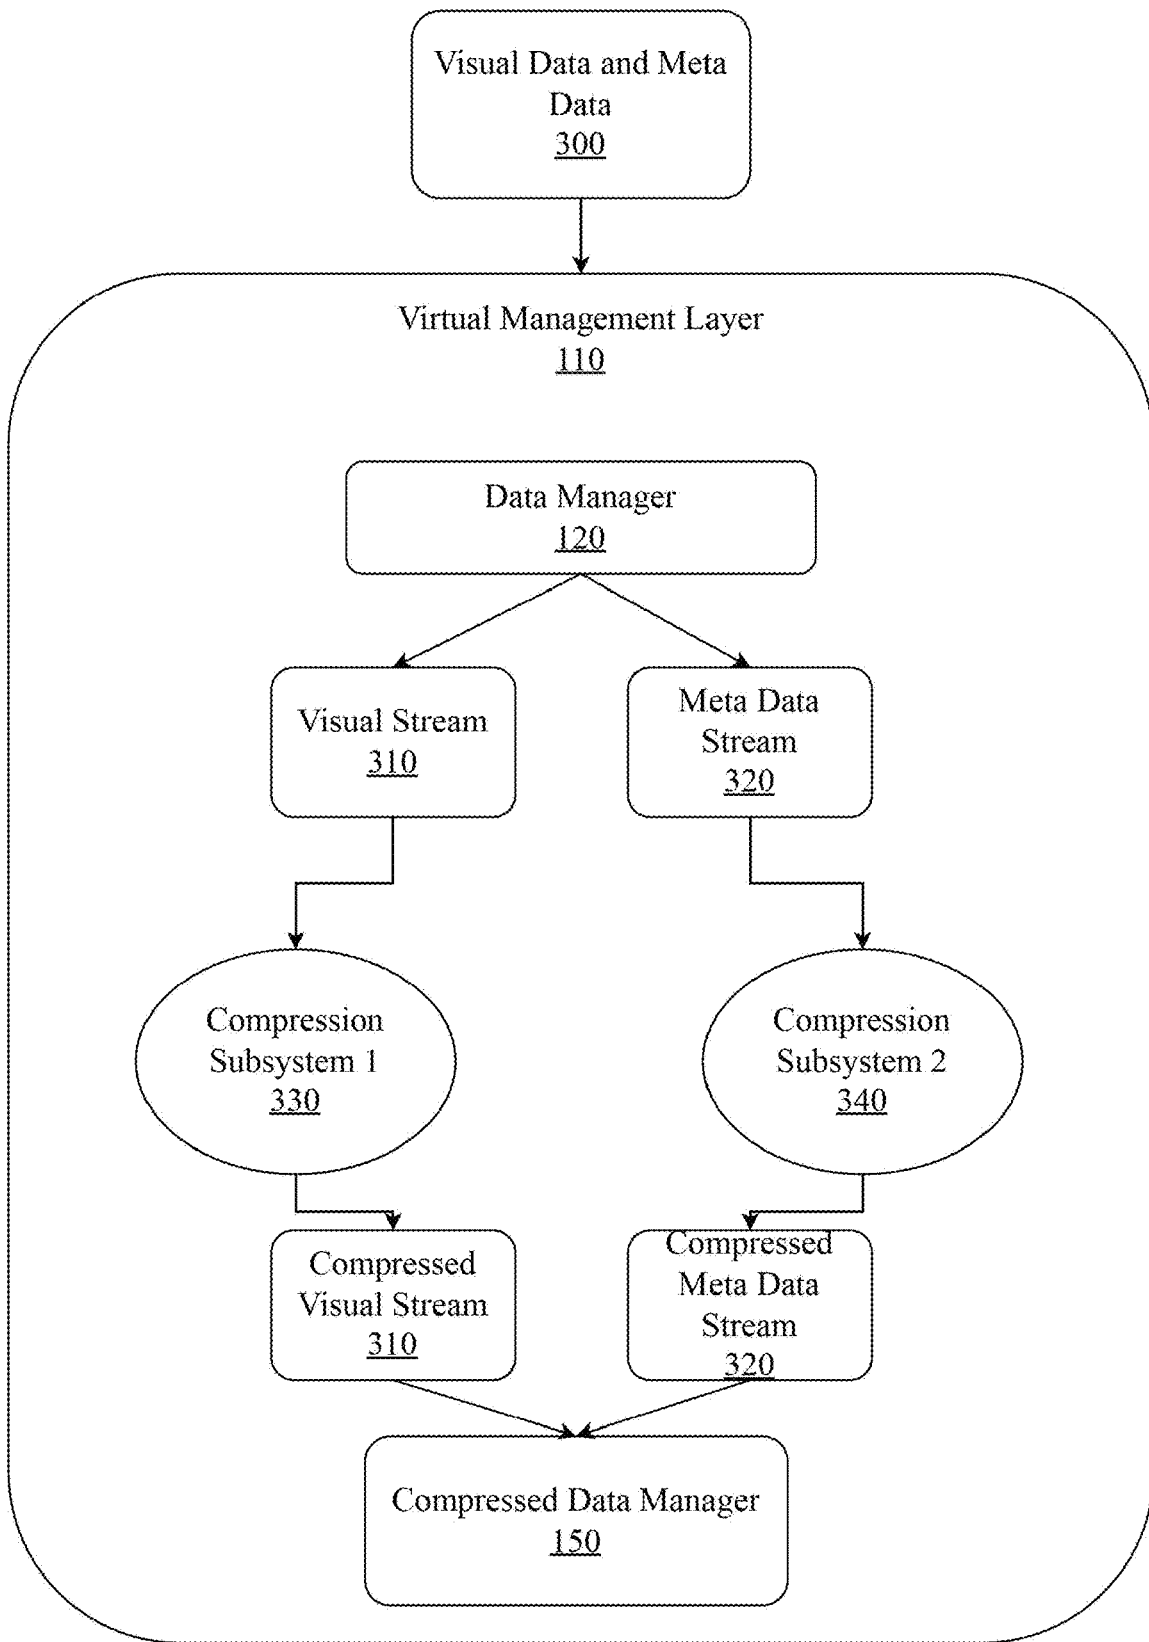 Visual Data and Meta
Data
300
Virtual Management Layer
110
Data Manager
120
Visual Stream
310
Meta Data
Stream
320
Compression
Subsystem 1
330
Compression
Subsystem 2
340
Compressed
Visual Stream
310
Compressed
Meta Data
Stream
320
Compressed Data Manager
150